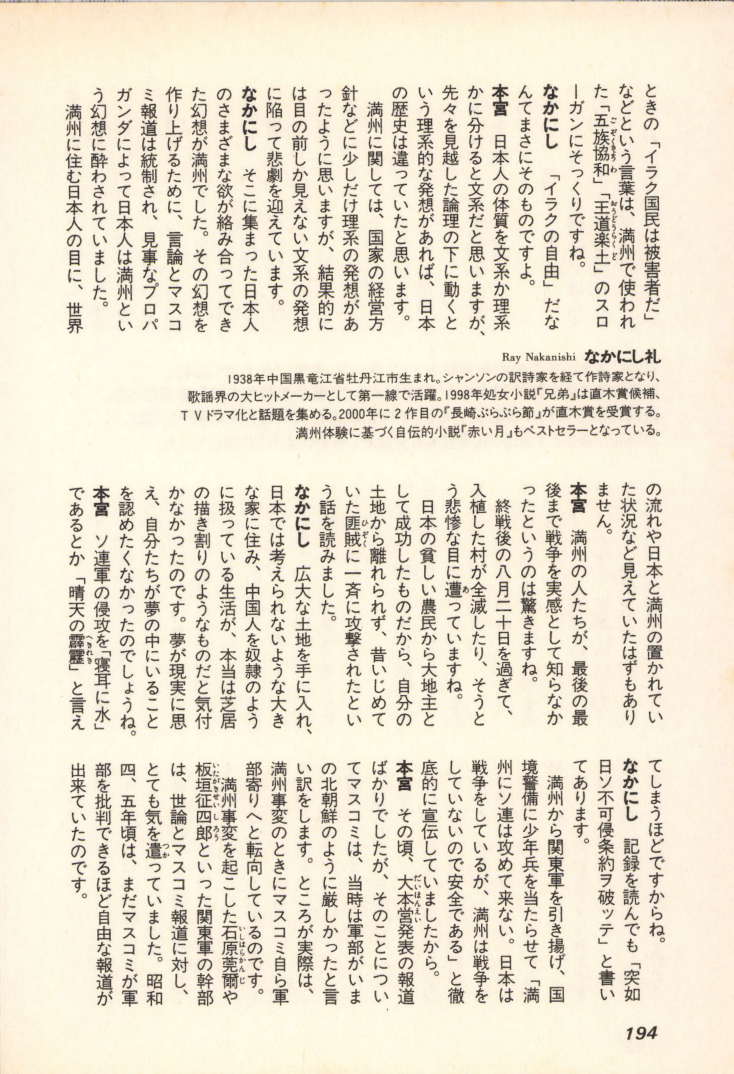 ときの「イラク国民は被害者だ」
などという言葉は、満州で使われ
た「五族協和」「王道楽土」のスロ
ーガンにそっくりですね。
なかにし 「イラクの自由」だな
んてまさにそのものですよ。
本宮 日本人の体質を文系か理系
かに分けると文系だと思いますが、
先々を見越した論理の下に動くと
いう理系的な発想があれば、日本
の歴史は違っていたと思います。
満州に関しては、国家の経営方
針などに少しだけ理系の発想があ
ったように思いますが、結果的に
は目の前しか見えない文系の発想
に陥って悲劇を迎えています。
なかにし そこに集まった日本人
のさまざまな欲が絡み合ってでき
た幻想が満州でした。その幻想を
作り上げるために、言論とマスコ
ミ報道は統制され、見事なプロパ
ガンダによって日本人は満州とい
う幻想に酔わされていました。
満州に住む日本人の目に、世界
Ray Nakanishi なかにし礼
1938年中国黒竜江省牡丹江市生まれ。シャンソンの訳詩家を経て作詩家となり、
歌謡界の大ヒットメーカーとして第一線で活躍。1998年処女小説『兄弟』は直木賞候補、
TVドラマ化と話題を集める。2000年に2作目の『長崎ぶらぶら節』が直木賞を受賞する。
満州体験に基づく自伝的小説『赤い月』もベストセラーとなっている。
の流れや日本と満州の置かれてい
た状況など見えていたはずもあり
ません。
本宮 満州の人たちが、最後の最
後まで戦争を実感として知らなか
ったというのは驚きますね。
終戦後の八月二十日を過ぎて、
入植した村が全滅したり、そうと
う悲惨な目に遭っていますね。
日本の貧しい農民から大地主と
して成功したものだから、自分の
土地から離れられず、昔いじめて
いた匪賊に一斉に攻撃されたとい
う話を読みました。
なかにし 広大な土地を手に入れ、
日本では考えられないような大き
な家に住み、中国人を奴隷のよう
に扱っている生活が、本当は芝居
の描き割りのようなものだと気付
かなかったのです。夢が現実に思
え、自分たちが夢の中にいること
を認めたくなかったのでしょうね。
本宮 ソ連軍の侵攻を「寝耳に水」
であるとか「晴天の霹靂」と言え
てしまうほどですからね。
なかにし 記録を読んでも「突如
日ソ不可侵条約ヲ破ッテ」と書い
てあります。
満州から関東軍を引き揚げ、国
境警備に少年兵を当たらせて「満
州にソ連は攻めて来ない。日本は
戦争をしているが、満州は戦争を
していないので安全である」と徹
底的に宣伝していましたから。
本宮 その頃、大本営発表の報道
ばかりでしたが、そのことについ
てマスコミは、当時は軍部がいま
の北朝鮮のように厳しかったと言
い訳をします。ところが実際は、
満州事変のときにマスコミ自ら軍
部寄りへと転向しているのです。
満州事変を起こした石原莞爾や
板垣征四郎といった関東軍の幹部
は、世論とマスコミ報道に対し、
とても気を遣っていました。昭和
四、五年頃は、まだマスコミが軍
部を批判できるほど自由な報道が
出来ていたのです。
194